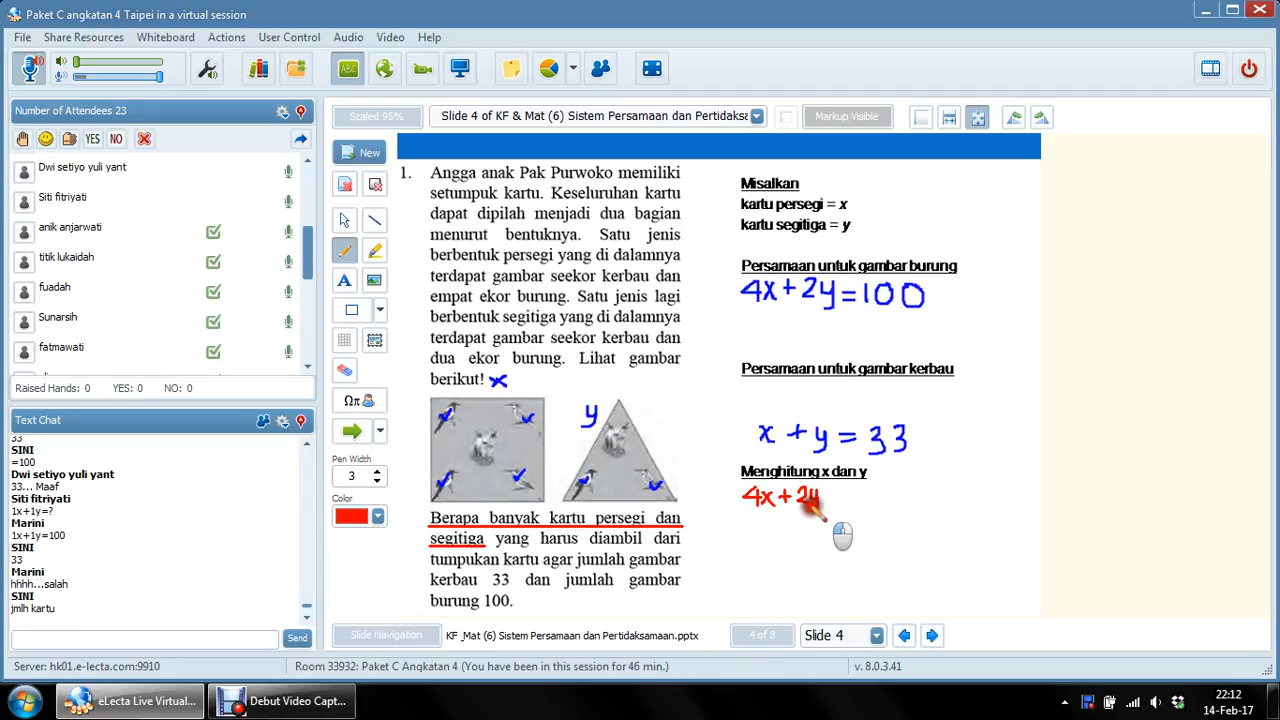 Paket C angkatan 4 Taipei in a virtual session
File Share Resources Whiteboard Actions User Control Audio Video Help
ABC
Number of Attendees 23
YES NO
Dwi setiyo yuli yant
Siti fitriyati
anik anjarwati
titik lukaidah
fuadah
Sunarsih
fatmawati
Raised Hands: 0 YES: 0 NO: 0
Text Chat
33
SINI
=100
Dwi setiyo yuli yant
33... Maaf
Siti fitriyati
1x+1y=?
Marini
1x+1y=100
SINI
33
Marini
hhhh...salah
SINI
jmlh kartu
Send
Scaled 95%
Slide 4 of KF & Mat (6) Sistem Persamaan dan Pertidaksa
Markup Visible
New
A
Ωπ
Pen Width
3
Color
1. Angga anak Pak Purwoko memiliki
setumpuk kartu. Keseluruhan kartu
dapat dipilah menjadi dua bagian
menurut bentuknya. Satu jenis
berbentuk persegi yang di dalamnya
terdapat gambar seekor kerbau dan
empat ekor burung. Satu jenis lagi
berbentuk segitiga yang di dalamnya
terdapat gambar seekor kerbau dan
dua ekor burung. Lihat gambar
berikut! x
y
Berapa banyak kartu persegi dan
segitiga yang harus diambil dari
tumpukan kartu agar jumlah gambar
kerbau 33 dan jumlah gambar
burung 100.
Misalkan
kartu persegi = x
kartu segitiga = y
Persamaan untuk gambar burung
4x+2y=100
Persamaan untuk gambar kerbau
x + y = 33
Menghitung x dan y
4x+2y
Slide Navigation
KF_Mat (6) Sistem Persamaan dan Pertidaksamaan.pptx
4 of 8
Slide 4
Server: hk01.e-lecta.com:9910
Room 33932: Paket C Angkatan 4 (You have been in this session for 46 min.)
v. 8.0.3.41
eLecta Live Virtual...
Debut Video Capt...
22:12
14-Feb-17